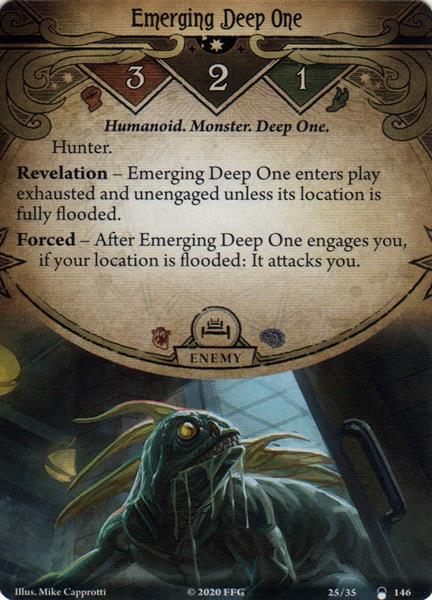 Emerging Deep One
3 2 1
Humanoid. Monster. Deep One.
Hunter.
Revelation – Emerging Deep One enters play
exhausted and unengaged unless its location is
fully flooded.
Forced – After Emerging Deep One engages you,
if your location is flooded: It attacks you.
ENEMY
Illus. Mike Capprotti © 2020 FFG 25/35 146